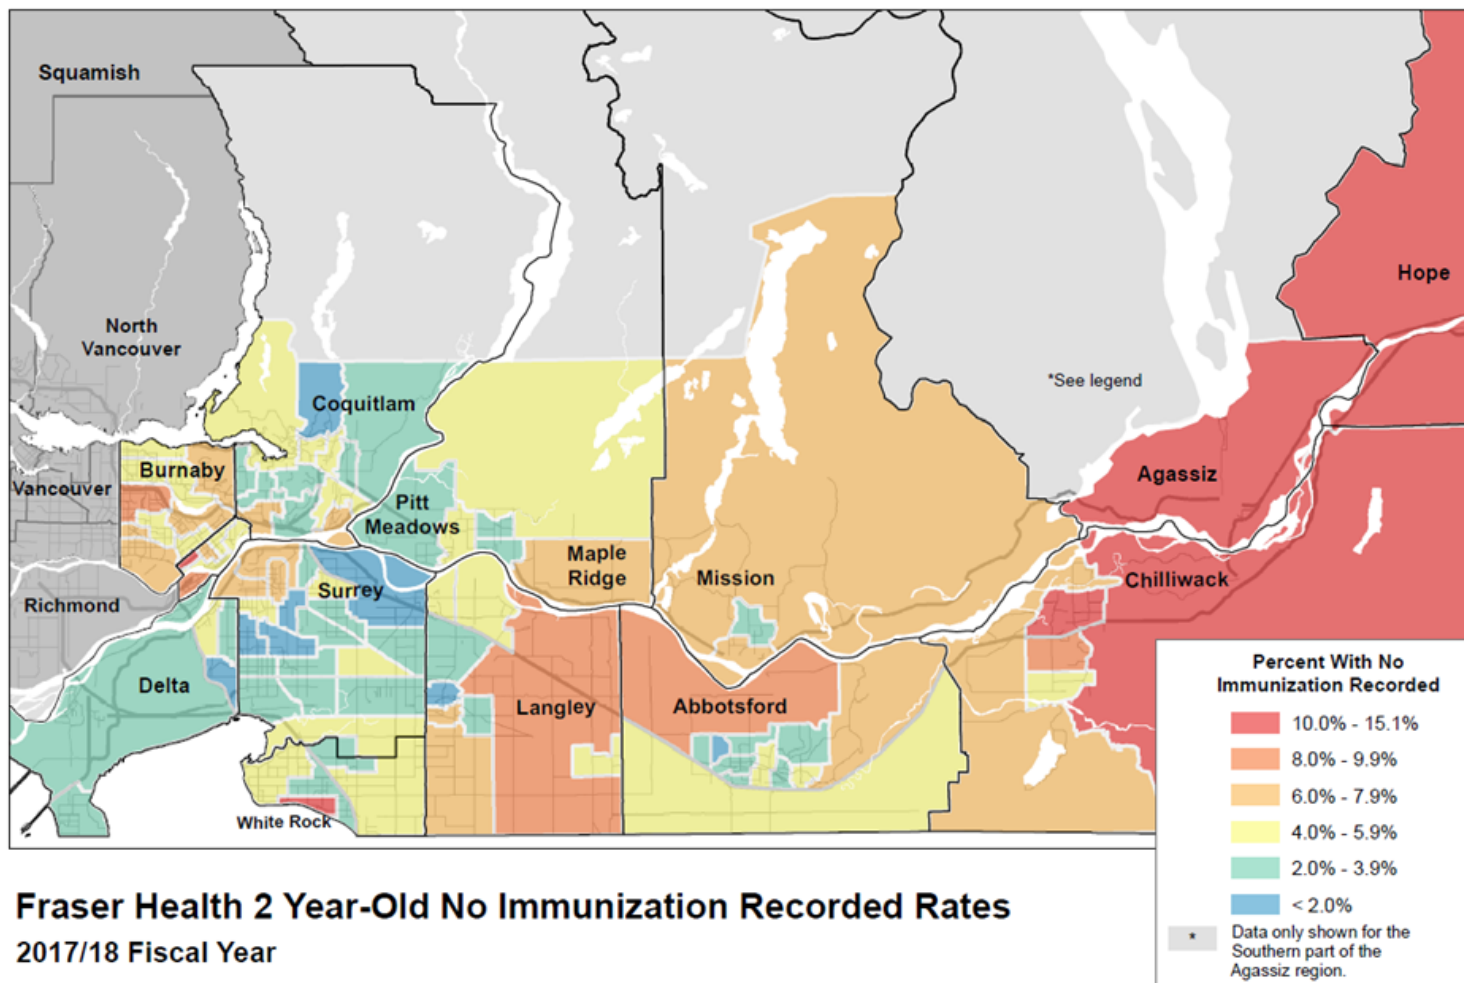 Squamish
North
Vancouver
Hope
*See legend
Coquitlam
Burnaby
Vancouver
Agassiz
Pitt
Meadows
Maple
Ridge
Mission
Chilliwack
Surrey
Richmond
Delta
Langley
Abbotsford
White Rock
Percent With No
Immunization Recorded
10.0% - 15.1%
8.0% - 9.9%
6.0% - 7.9%
4.0% - 5.9%
2.0% - 3.9%
< 2.0%
* Data only shown for the
Southern part of the
Agassiz region.
Fraser Health 2 Year-Old No Immunization Recorded Rates
2017/18 Fiscal Year